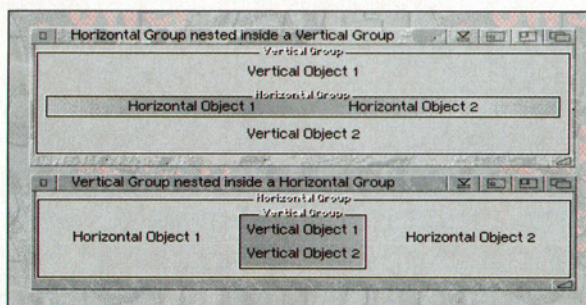 Horizontal Group nested inside a Vertical Group
Vertical Group
Vertical Object 1
Horizontal Group
Horizontal Object 1 Horizontal Object 2
Vertical Object 2
Vertical Group nested inside a Horizontal Group
Horizontal Group
Vertical Group
Horizontal Object 1 Vertical Object 1 Horizontal Object 2
Vertical Object 2